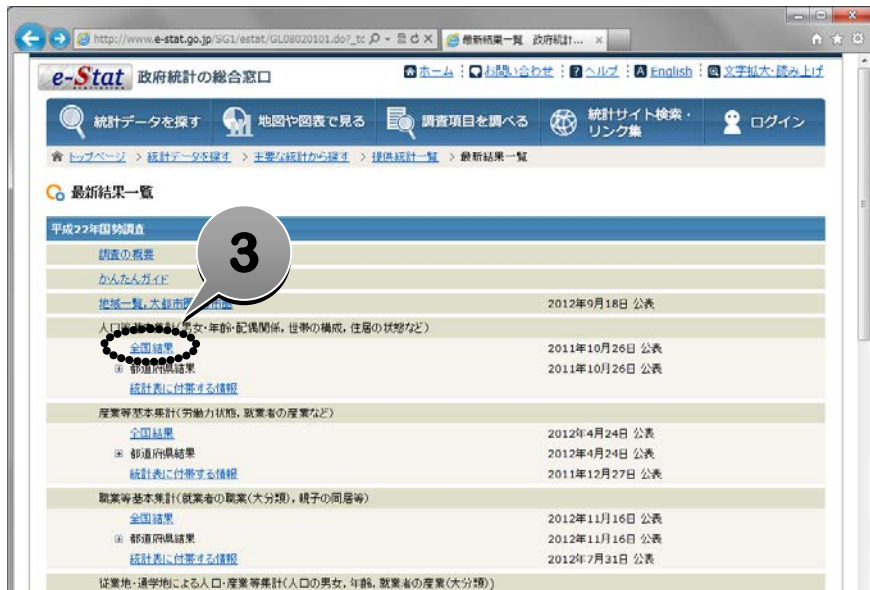 http://www.e-stat.go.jp/SG1/estat/GL08020101.do?_tc
最新結果一覧 政府統計...
e-Stat 政府統計の総合窓口
ホーム お問い合わせ ヘルプ English 文字拡大・読み上げ
統計データを探す 地図や図表で見る 調査項目を調べる 統計サイト検索・リンク集 ログイン
トップページ > 統計データを探す > 主要な統計から探す > 提供統計一覧 > 最新結果一覧
最新結果一覧
平成22年国勢調査
調査の概要
かんたんガイド
3
地域一覧,大都市圏 2012年9月18日 公表
(男女・年齢・配偶関係,世帯の構成,住居の状態など)
全国結果 2011年10月26日 公表
都道府県結果 2011年10月26日 公表
統計表に付帯する情報
産業等基本集計(労働力状態,就業者の産業など)
全国結果 2012年4月24日 公表
都道府県結果 2012年4月24日 公表
統計表に付帯する情報 2011年12月27日 公表
職業等基本集計(就業者の職業(大分類),親子の同居等)
全国結果 2012年11月16日 公表
都道府県結果 2012年11月16日 公表
統計表に付帯する情報 2012年7月31日 公表
従業地・通学地による人口・産業等集計(人口の男女,年齢,就業者の産業(大分類))